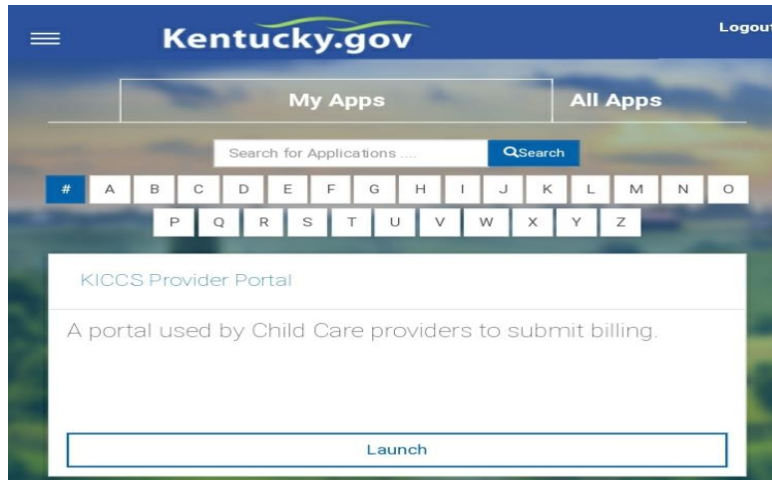 Kentucky.gov
Logout
My Apps All Apps
Search for Applications .... Search
# A B C D E F G H I J K L M N O
P Q R S T U V W X Y Z
KICCS Provider Portal
A portal used by Child Care providers to submit billing.
Launch